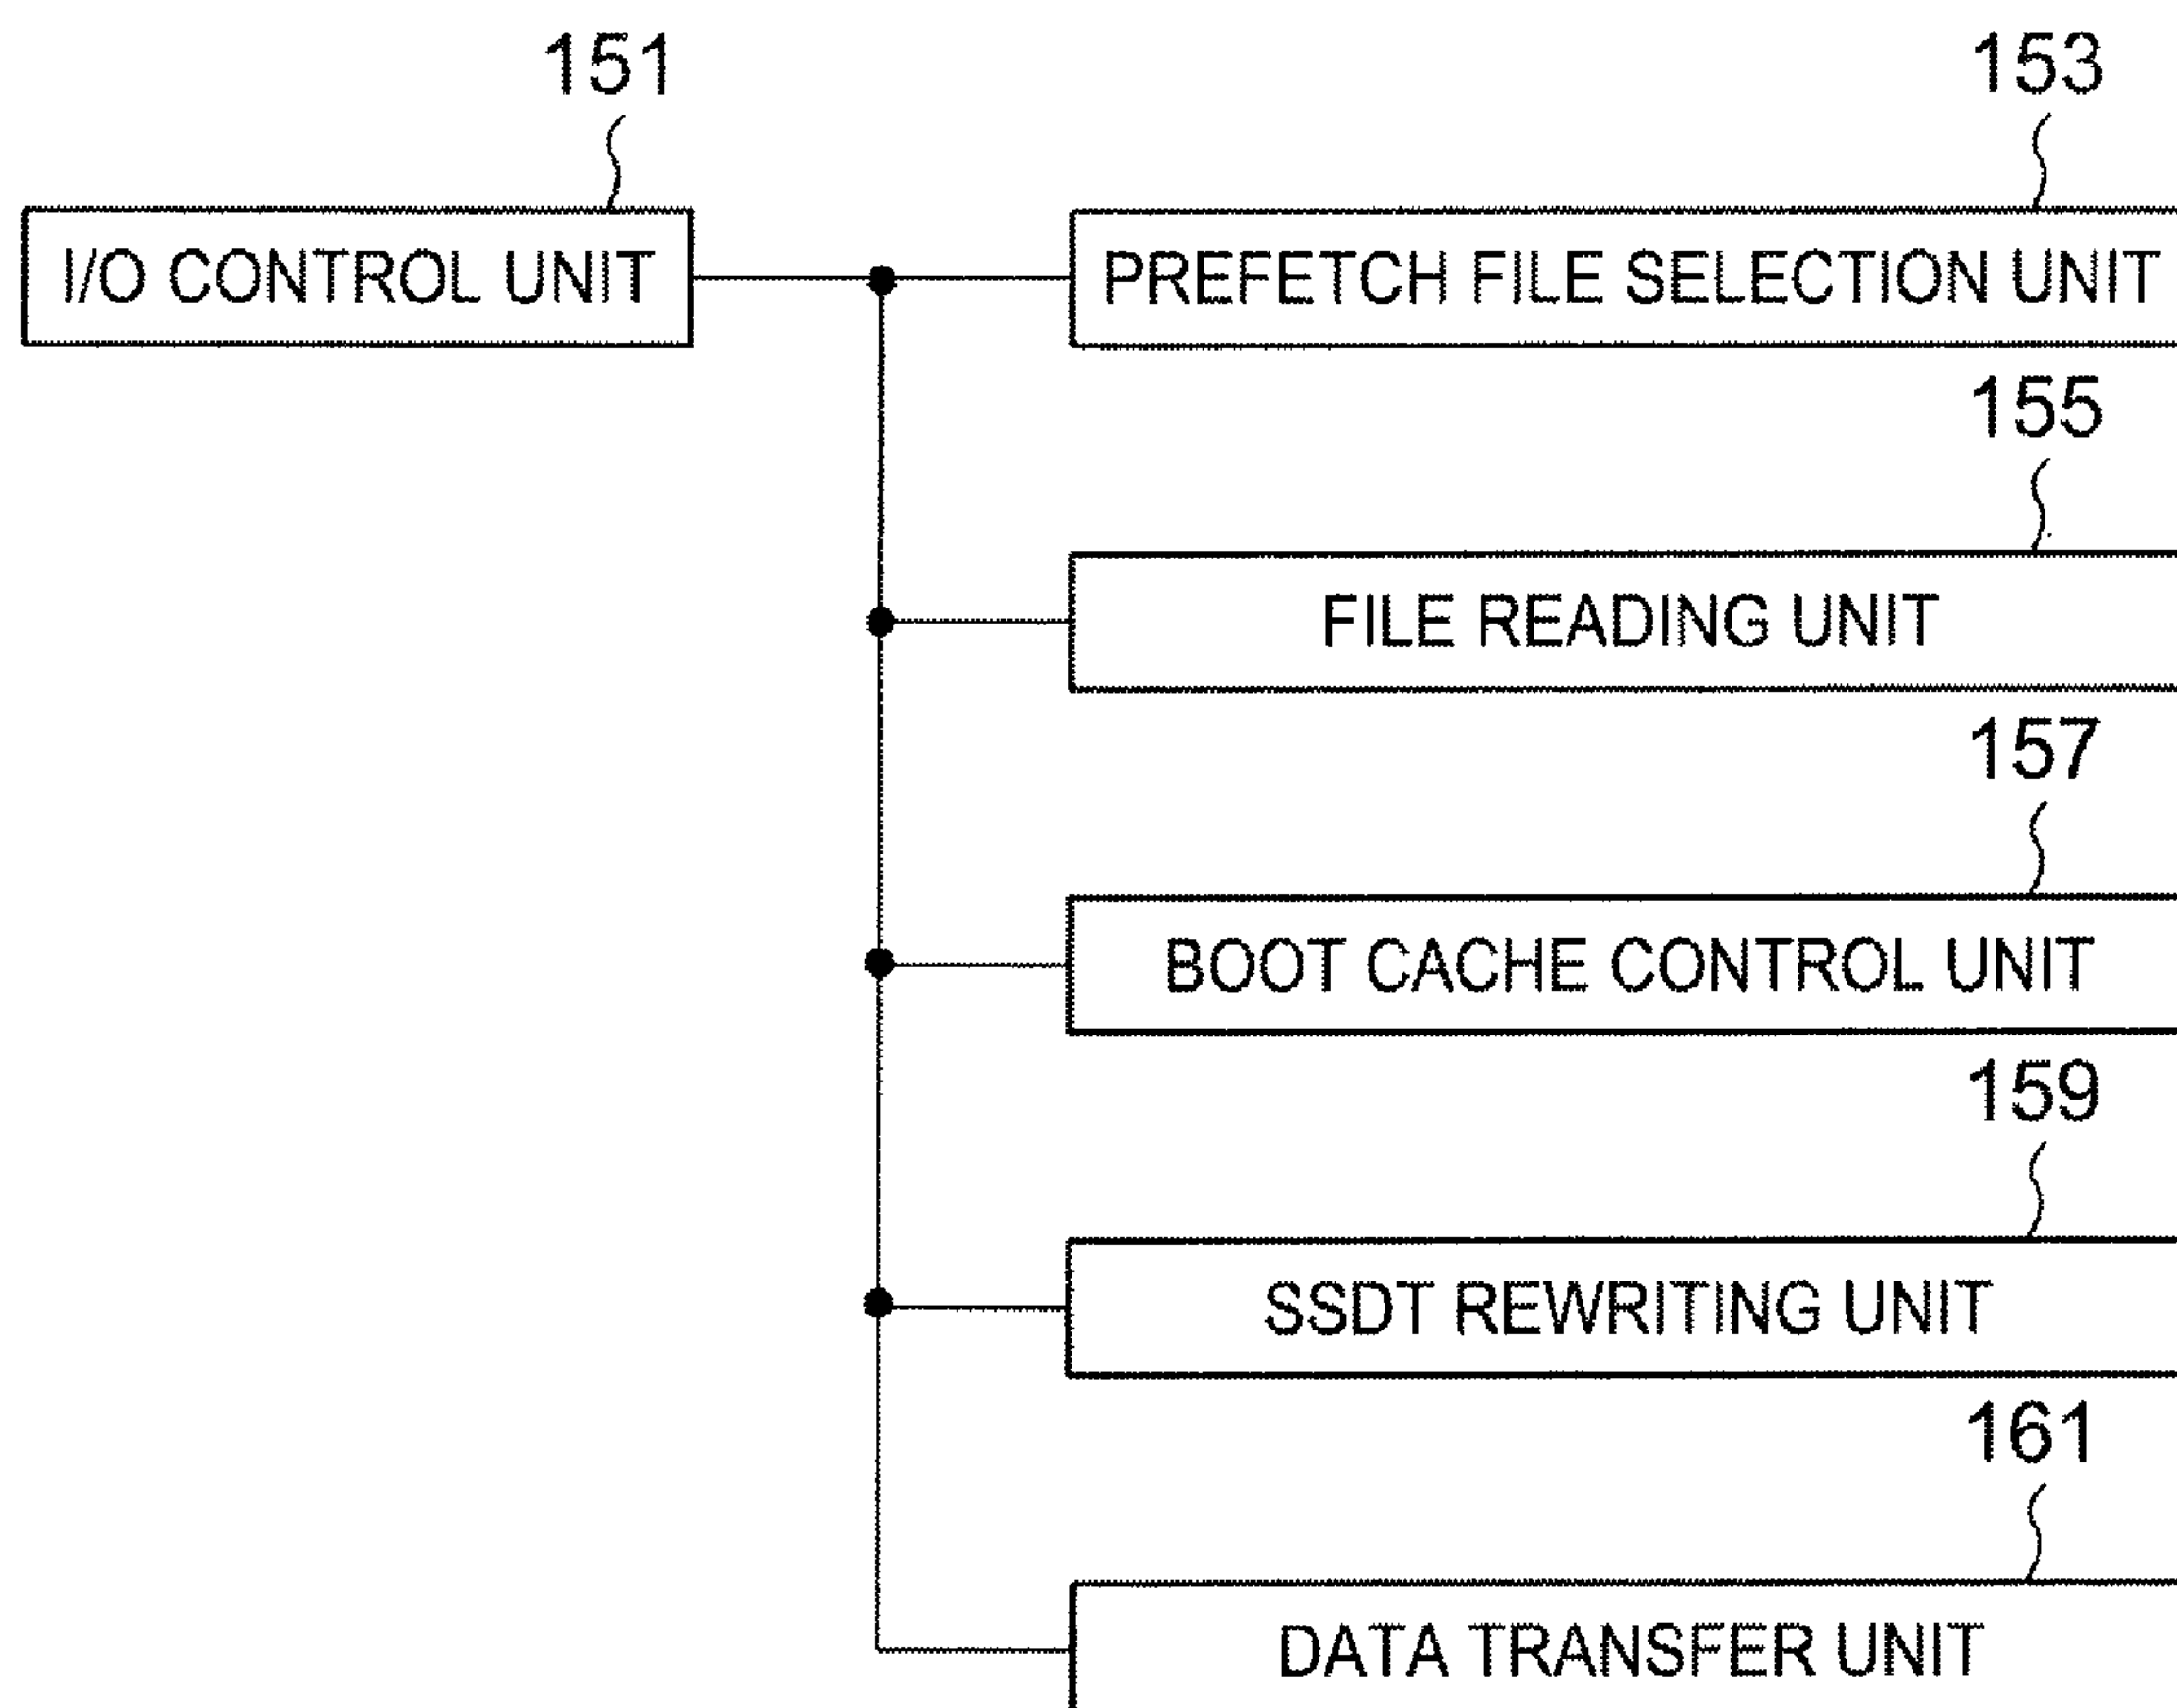 151
153
I/O CONTROL UNIT
PREFETCH FILE SELECTION UNIT
155
FILE READING UNIT
157
BOOT CACHE CONTROL UNIT
159
SSDT REWRITING UNIT
161
DATA TRANSFER UNIT